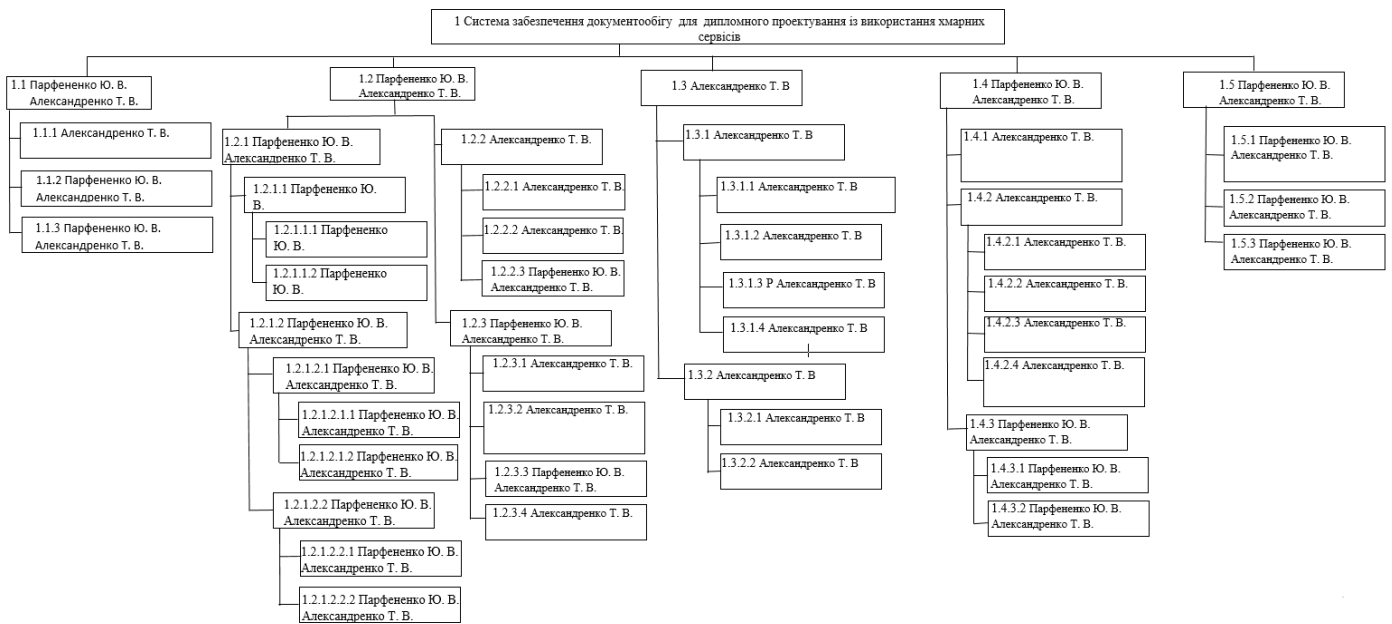 1 Система забезпечення документообігу для дипломного проектування із використання хмарних
сервісів
1.1 Парфененко Ю. В.
Александренко Т. В.
1.1.1 Александренко Т. В.
1.1.2 Парфененко Ю. В.
Александренко Т. В.
1.1.3 Парфененко Ю. В.
Александренко Т. В.
1.2 Парфененко Ю. В.
Александренко Т. В.
1.2.1 Парфененко Ю. В.
Александренко Т. В.
1.2.1.1 Парфененко Ю.
В.
1.2.1.1.1 Парфененко
Ю. В.
1.2.1.1.2 Парфененко
Ю. В.
1.2.1.2 Парфененко Ю. В.
Александренко Т. В.
1.2.1.2.1 Парфененко Ю. В.
Александренко Т. В.
1.2.1.2.1.1 Парфененко Ю. В.
Александренко Т. В.
1.2.1.2.1.2 Парфененко Ю. В.
Александренко Т. В.
1.2.1.2.2 Парфененко Ю. В.
Александренко Т. В.
1.2.1.2.2.1 Парфененко Ю. В.
Александренко Т. В.
1.2.1.2.2.2 Парфененко Ю. В.
Александренко Т. В.
1.2.2 Александренко Т. В.
1.2.2.1 Александренко Т. В.
1.2.2.2 Александренко Т. В.
1.2.2.3 Парфененко Ю. В.
Александренко Т. В.
1.2.3 Парфененко Ю. В.
Александренко Т. В.
1.2.3.1 Александренко Т. В.
1.2.3.2 Александренко Т. В.
1.2.3.3 Парфененко Ю. В.
Александренко Т. В.
1.2.3.4 Александренко Т. В.
1.3 Александренко Т. В
1.3.1 Александренко Т. В
1.3.1.1 Александренко Т. В
1.3.1.2 Александренко Т. В
1.3.1.3 Р Александренко Т. В
1.3.1.4 Александренко Т. В
1.3.2 Александренко Т. В
1.3.2.1 Александренко Т. В
1.3.2.2 Александренко Т. В
1.4 Парфененко Ю. В.
Александренко Т. В.
1.4.1 Александренко Т. В.
1.4.2 Александренко Т. В.
1.4.2.1 Александренко Т. В.
1.4.2.2 Александренко Т. В.
1.4.2.3 Александренко Т. В.
1.4.2.4 Александренко Т. В.
1.4.3 Парфененко Ю. В.
Александренко Т. В.
1.4.3.1 Парфененко Ю. В.
Александренко Т. В.
1.4.3.2 Парфененко Ю. В.
Александренко Т. В.
1.5 Парфененко Ю. В.
Александренко Т. В.
1.5.1 Парфененко Ю. В.
Александренко Т. В.
1.5.2 Парфененко Ю. В.
Александренко Т. В.
1.5.3 Парфененко Ю. В.
Александренко Т. В.